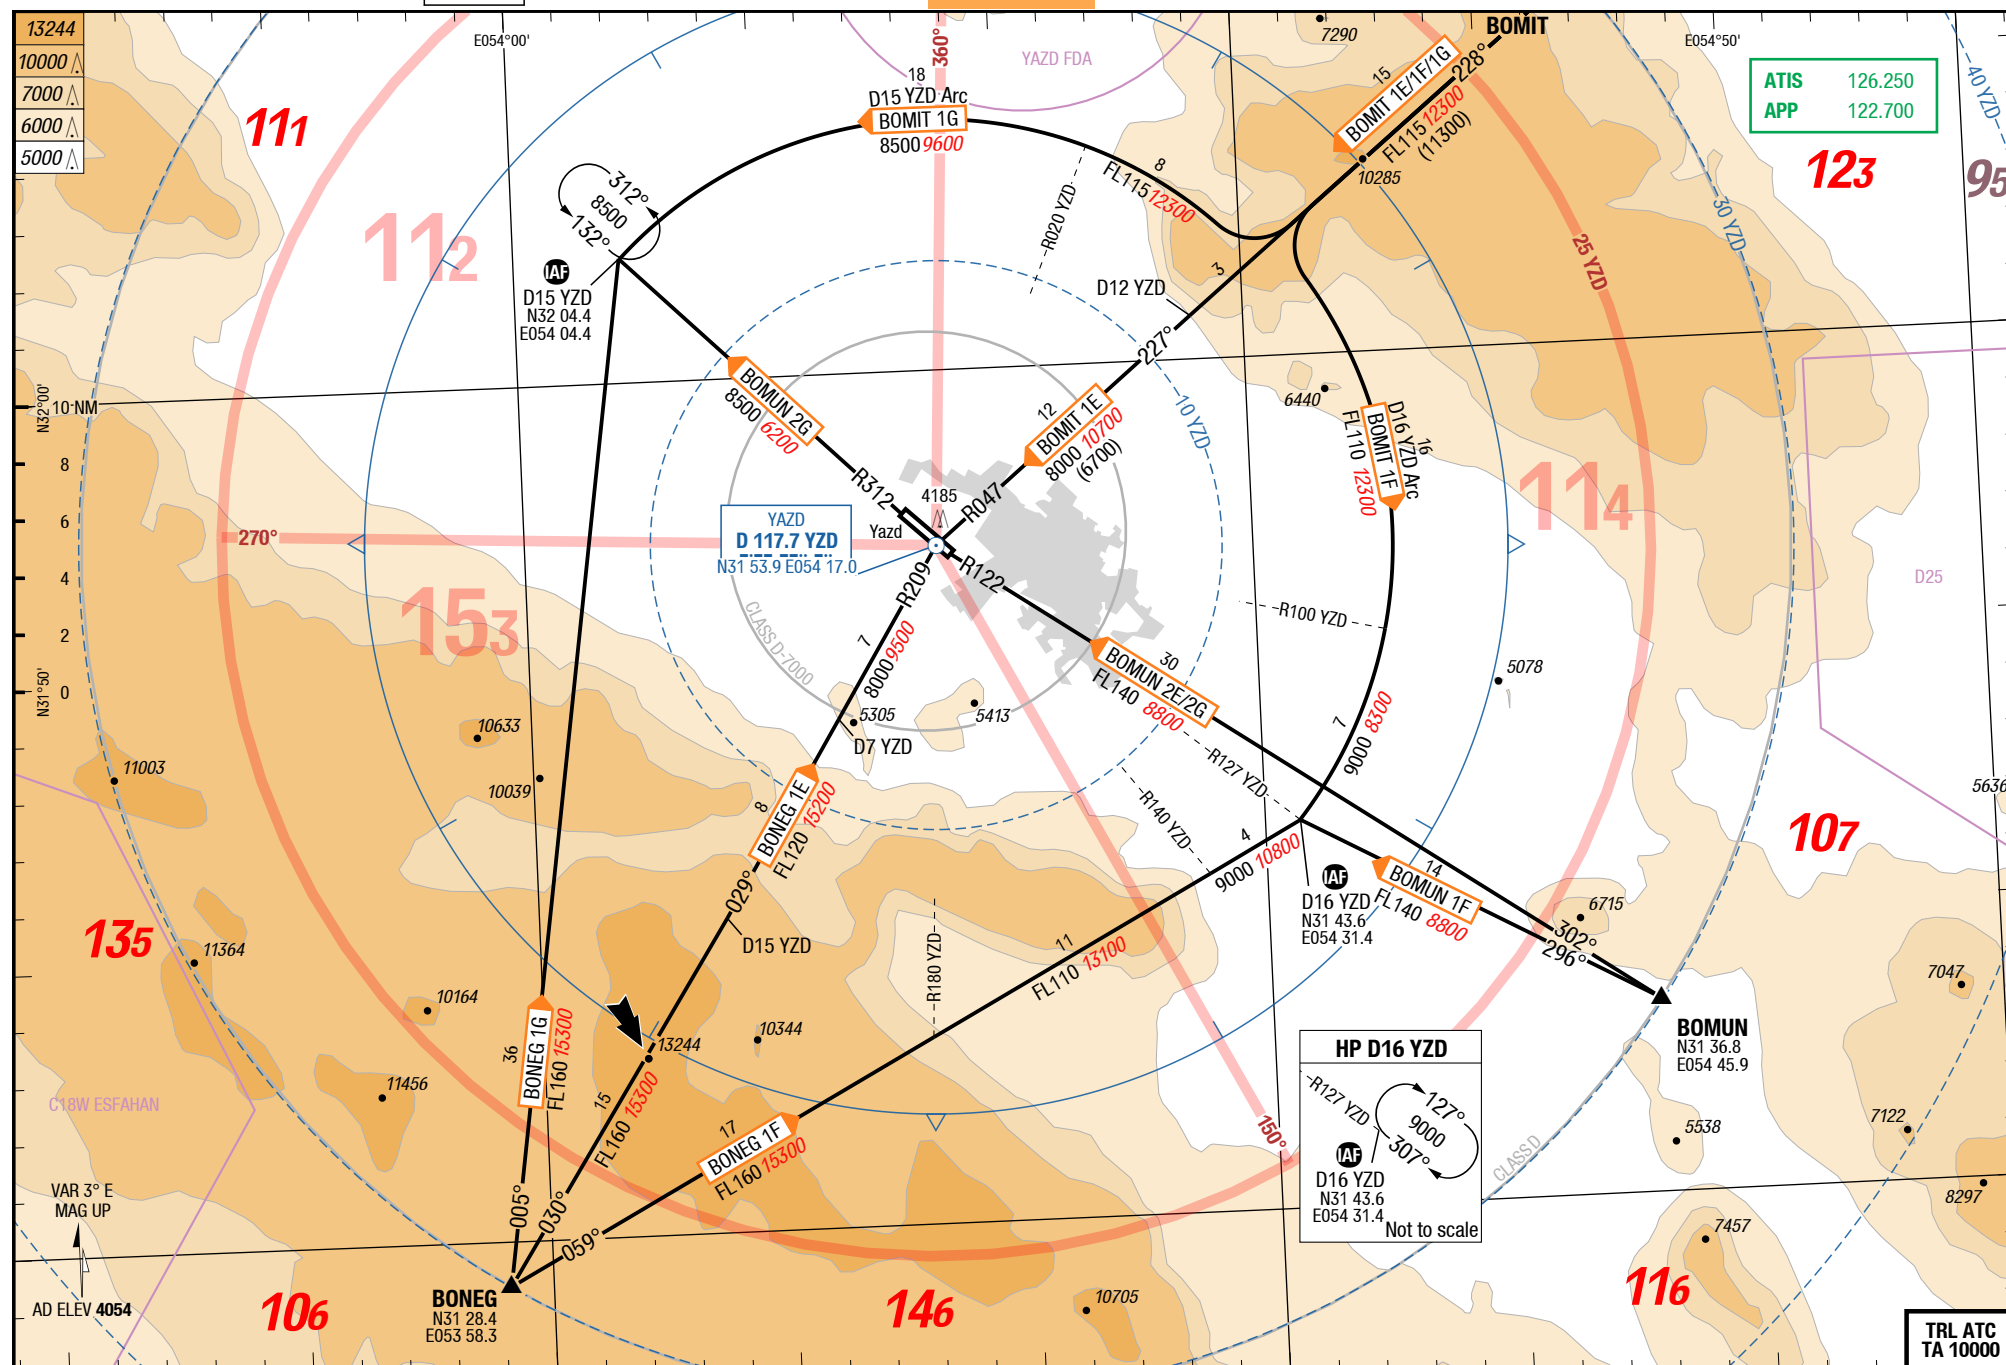 13244
10000
7000
6000
5000
E054°00'
360°
YAZD FDA
7290
BOMIT
E054°50'
40 YZD
ATIS 126.250
APP 122.700
111
123
95
18
D15 YZD Arc
BOMIT 1G
8500 9600
15
BOMIT 1E/1F/1G
228°
FL115 12300
(11300)
10285
8
FL115 12300
R020 YZD
30 YZD
25 YZD
312°
8500
132°
112
IAF
D15 YZD
N32 04.4
E054 04.4
D12 YZD
3
227°
N32°00'
10 NM
8
6
4
2
0
N31°50'
BOMUN 2G
8500 6200
12
BOMIT 1E
8000 10700
(6700)
10 YZD
6440
16
D16 YZD Arc
BOMIT 1F
FL110 12300
114
R312
4185
R047
Yazd
YAZD
D 117.7 YZD
N31 53.9 E054 17.0
270°
153
R209
R122
CLASS D-7000
D25
R100 YZD
7
8000 9500
30
BOMUN 2E/2G
FL140 8800
5078
5305
5413
D7 YZD
10633
11003
10039
7
9000 8300
R127 YZD
R140 YZD
5636
107
8
BONEG 1E
FL120 15200
4
9000 10800
IAF
D16 YZD
N31 43.6
E054 31.4
14
BOMUN 1F
FL140 8800
6715
302°
296°
029°
D15 YZD
135
11364
R180 YZD
11
FL110 13100
7047
10164
13244
10344
BOMUN
N31 36.8
E054 45.9
HP D16 YZD
R127 YZD
127°
9000
307°
IAF
D16 YZD
N31 43.6
E054 31.4
Not to scale
36
BONEG 1G
FL160 15300
11456
C18W ESFAHAN
15
FL160 15300
17
BONEG 1F
FL160 15300
150°
CLASS D
5538
7122
8297
VAR 3° E
MAG UP
005°
030°
059°
7457
AD ELEV 4054
BONEG
N31 28.4
E053 58.3
106
146
10705
116
TRL ATC
TA 10000